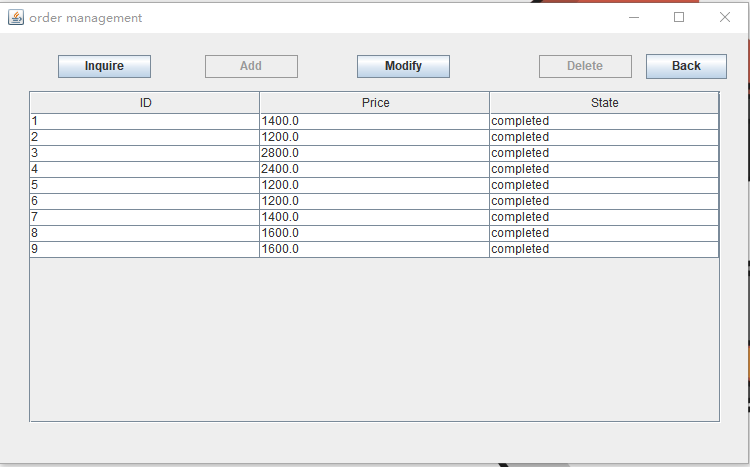 order management
Inquire Add Modify Delete Back
ID Price State
1 1400.0 completed
2 1200.0 completed
3 2800.0 completed
4 2400.0 completed
5 1200.0 completed
6 1200.0 completed
7 1400.0 completed
8 1600.0 completed
9 1600.0 completed